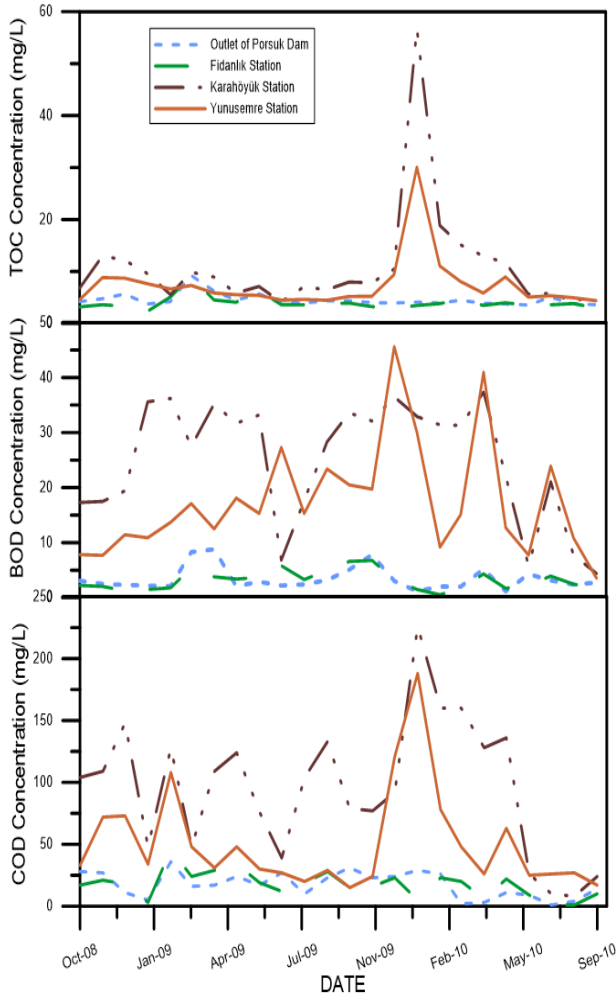 TOC Concentration (mg/L)
60
40
20
Outlet of Porsuk Dam
Fidanlık Station
Karahöyük Station
Yunusemre Station
BOD Concentration (mg/L)
50
40
30
20
10
COD Concentration (mg/L)
250
200
150
100
50
0
Oct-08
Jan-09
Apr-09
Jul-09
Nov-09
Feb-10
May-10
Sep-10
DATE